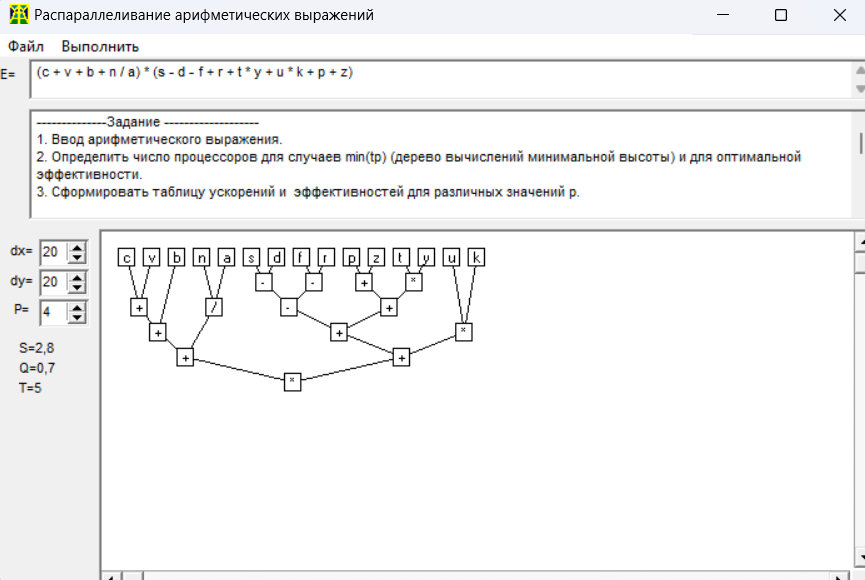 Распараллеливание арифметических выражений
Файл Выполнить
E= (c + v + b + n / a) * (s - d - f + r + t * y + u * k + p + z)
--------------Задание -------------------
1. Ввод арифметического выражения.
2. Определить число процессоров для случаев min(tp) (дерево вычислений минимальной высоты) и для оптимальной
эффективности.
3. Сформировать таблицу ускорений и эффективностей для различных значений p.
dx= 20
dy= 20
P= 4
S=2,8
Q=0,7
T=5
c v b n a s d f r p z t y u k
- - + *
+ / - +
+ + *
+ +
*